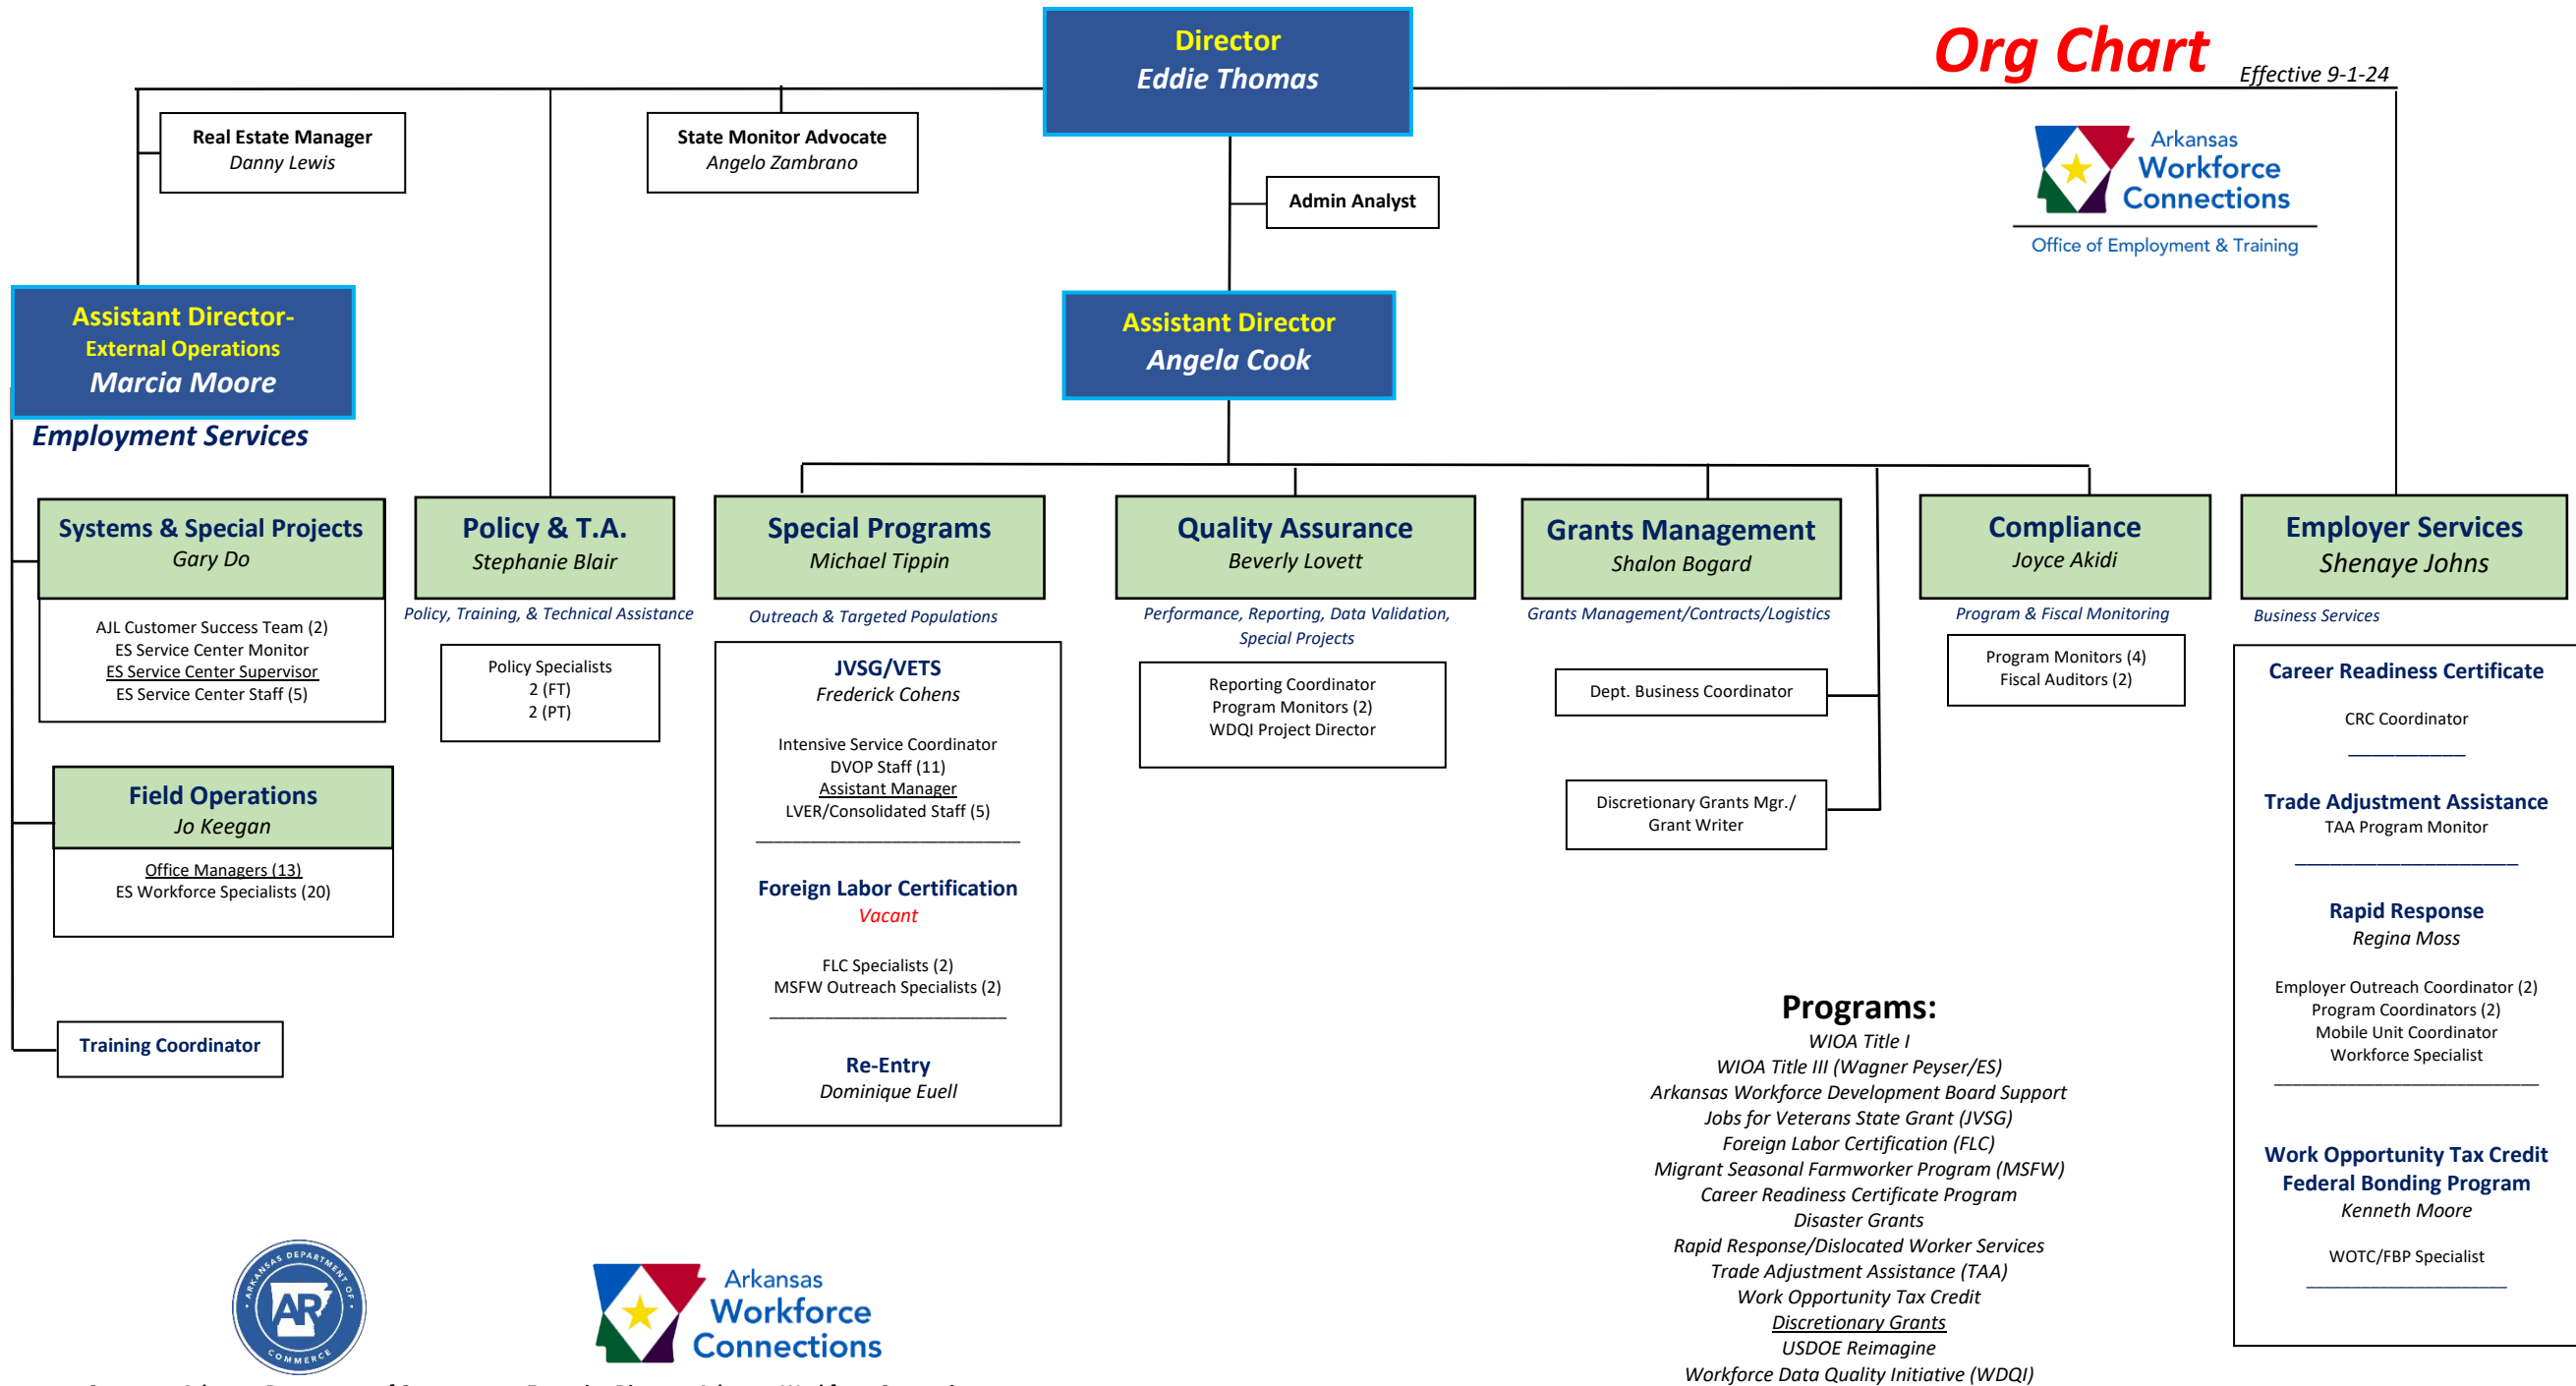 Director
Eddie Thomas
Org Chart
Effective 9-1-24
Real Estate Manager
Danny Lewis
State Monitor Advocate
Angelo Zambrano
Admin Analyst
Arkansas
Workforce
Connections
Office of Employment & Training
Assistant Director-
External Operations
Marcia Moore
Employment Services
Assistant Director
Angela Cook
Systems & Special Projects
Gary Do
AJL Customer Success Team (2)
ES Service Center Monitor
ES Service Center Supervisor
ES Service Center Staff (5)
Field Operations
Jo Keegan
Office Managers (13)
ES Workforce Specialists (20)
Training Coordinator
Policy & T.A.
Stephanie Blair
Policy, Training, & Technical Assistance
Policy Specialists
2 (FT)
2 (PT)
Special Programs
Michael Tippin
Outreach & Targeted Populations
JVSG/VETS
Frederick Cohens
Intensive Service Coordinator
DVOP Staff (11)
Assistant Manager
LVER/Consolidated Staff (5)
Foreign Labor Certification
Vacant
FLC Specialists (2)
MSFW Outreach Specialists (2)
Re-Entry
Dominique Euell
Quality Assurance
Beverly Lovett
Performance, Reporting, Data Validation,
Special Projects
Reporting Coordinator
Program Monitors (2)
WDQI Project Director
Grants Management
Shalon Bogard
Grants Management/Contracts/Logistics
Dept. Business Coordinator
Discretionary Grants Mgr./
Grant Writer
Compliance
Joyce Akidi
Program & Fiscal Monitoring
Program Monitors (4)
Fiscal Auditors (2)
Employer Services
Shenaye Johns
Business Services
Career Readiness Certificate
CRC Coordinator
Trade Adjustment Assistance
TAA Program Monitor
Rapid Response
Regina Moss
Employer Outreach Coordinator (2)
Program Coordinators (2)
Mobile Unit Coordinator
Workforce Specialist
Work Opportunity Tax Credit
Federal Bonding Program
Kenneth Moore
WOTC/FBP Specialist
Programs:
WIOA Title I
WIOA Title III (Wagner Peyser/ES)
Arkansas Workforce Development Board Support
Jobs for Veterans State Grant (JVSG)
Foreign Labor Certification (FLC)
Migrant Seasonal Farmworker Program (MSFW)
Career Readiness Certificate Program
Disaster Grants
Rapid Response/Dislocated Worker Services
Trade Adjustment Assistance (TAA)
Work Opportunity Tax Credit
Discretionary Grants
USDOE Reimagine
Workforce Data Quality Initiative (WDQI)
ARKANSAS DEPARTMENT OF
AR
COMMERCE
Arkansas
Workforce
Connections